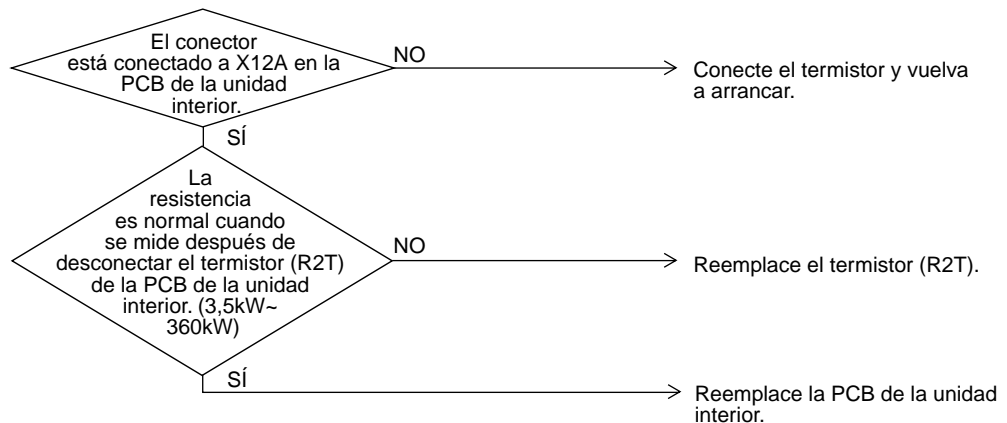 El conector
está conectado a X12A en la
PCB de la unidad
interior.
NO
Conecte el termistor y vuelva
a arrancar.
SÍ
La
resistencia
es normal cuando
se mide después de
desconectar el termistor (R2T)
de la PCB de la unidad
interior. (3,5kW~
360kW)
NO
Reemplace el termistor (R2T).
SÍ
Reemplace la PCB de la unidad
interior.